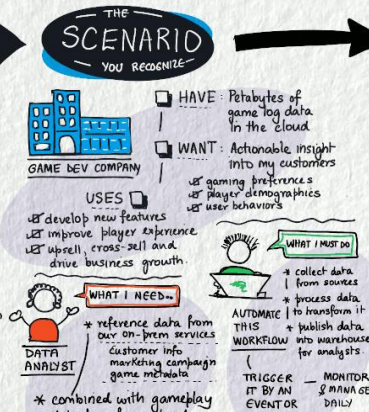 THE
SCENARIO
YOU RECOGNIZE
HAVE: Petabytes of
game log data
in the cloud
WANT: Actionable insight
into my customers
gaming preferences
player demographics
user behaviors
GAME DEV COMPANY
USES
develop new features
improve player experience
upsell, cross-sell and
drive business growth.
WHAT I NEED..
* reference data from
our on-prem services
Customer info
marketing campaign
game metadata
* combined with gameplay
DATA
ANALYST
WHAT I MUST DO
* collect data
from sources
* process data
to transform it
* publish data
into warehouse
for analysts.
AUTOMATE
THIS
WORKFLOW
TRIGGER
IT BY AN
EVENT OR
MONITOR
& MANAGE
DAILY